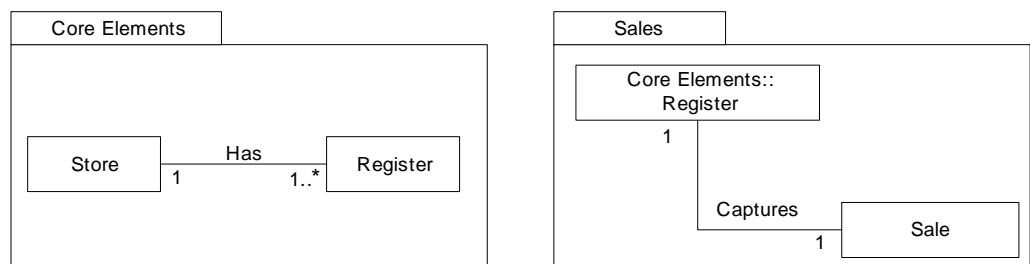 Core Elements
Store
Has
Register
1
1..*
Sales
Core Elements::
Register
1
Captures
1
Sale